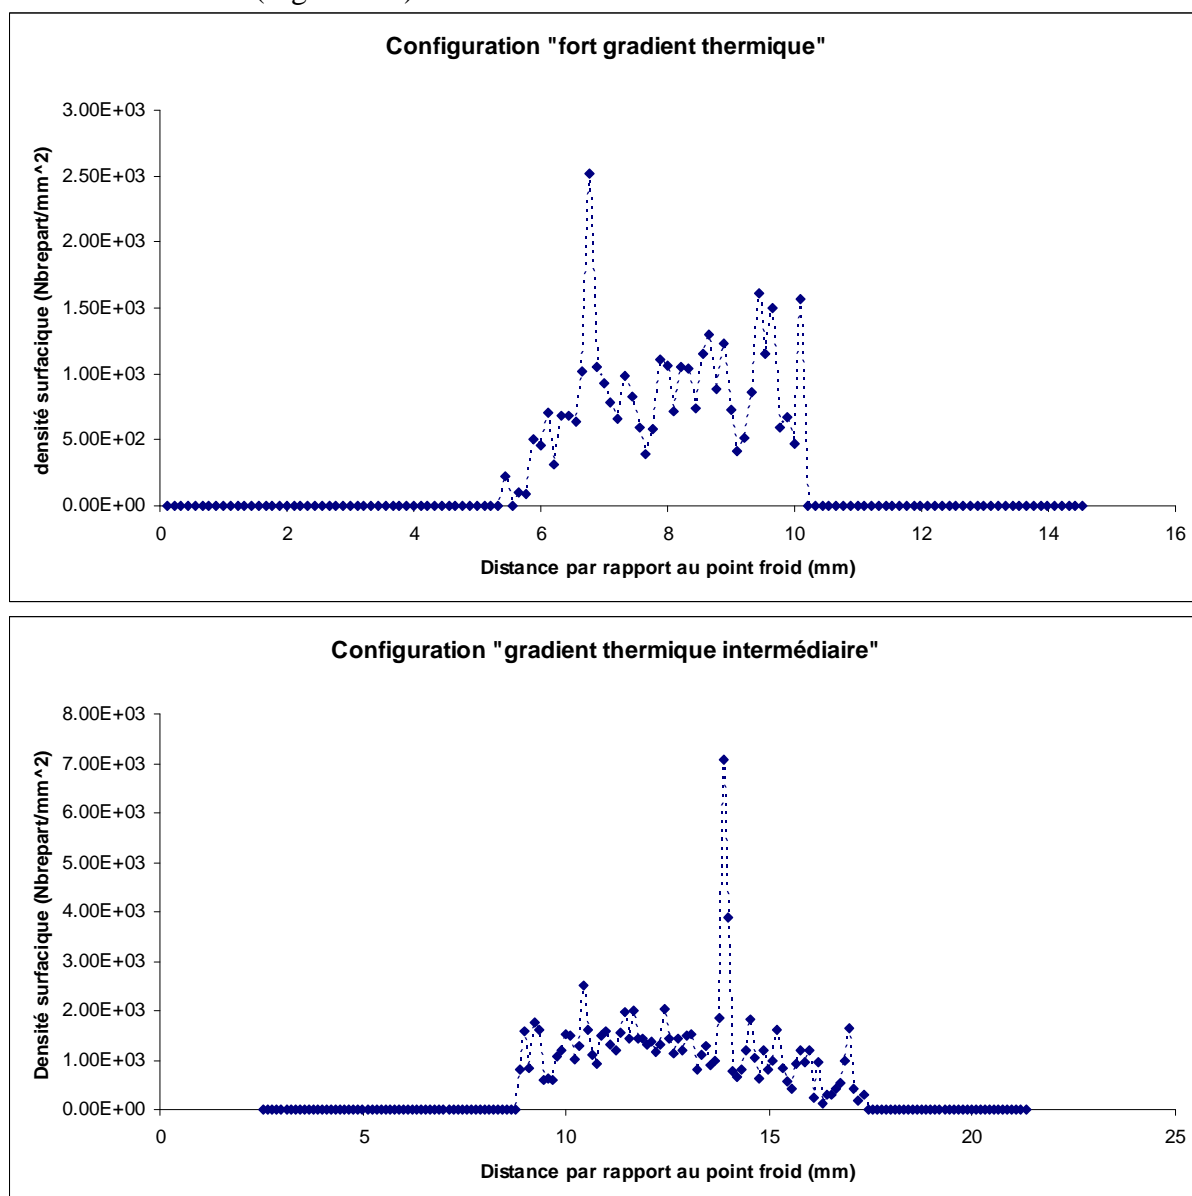 Configuration "fort gradient thermique"
densité surfacique (Nbrepart/mm^2)
3.00E+03
2.50E+03
2.00E+03
1.50E+03
1.00E+03
5.00E+02
0.00E+00
0 2 4 6 8 10 12 14 16
Distance par rapport au point froid (mm)
Configuration "gradient thermique intermédiaire"
Densité surfacique (Nbrepart/mm^2)
8.00E+03
7.00E+03
6.00E+03
5.00E+03
4.00E+03
3.00E+03
2.00E+03
1.00E+03
0.00E+00
0 5 10 15 20 25
Distance par rapport au point froid (mm)